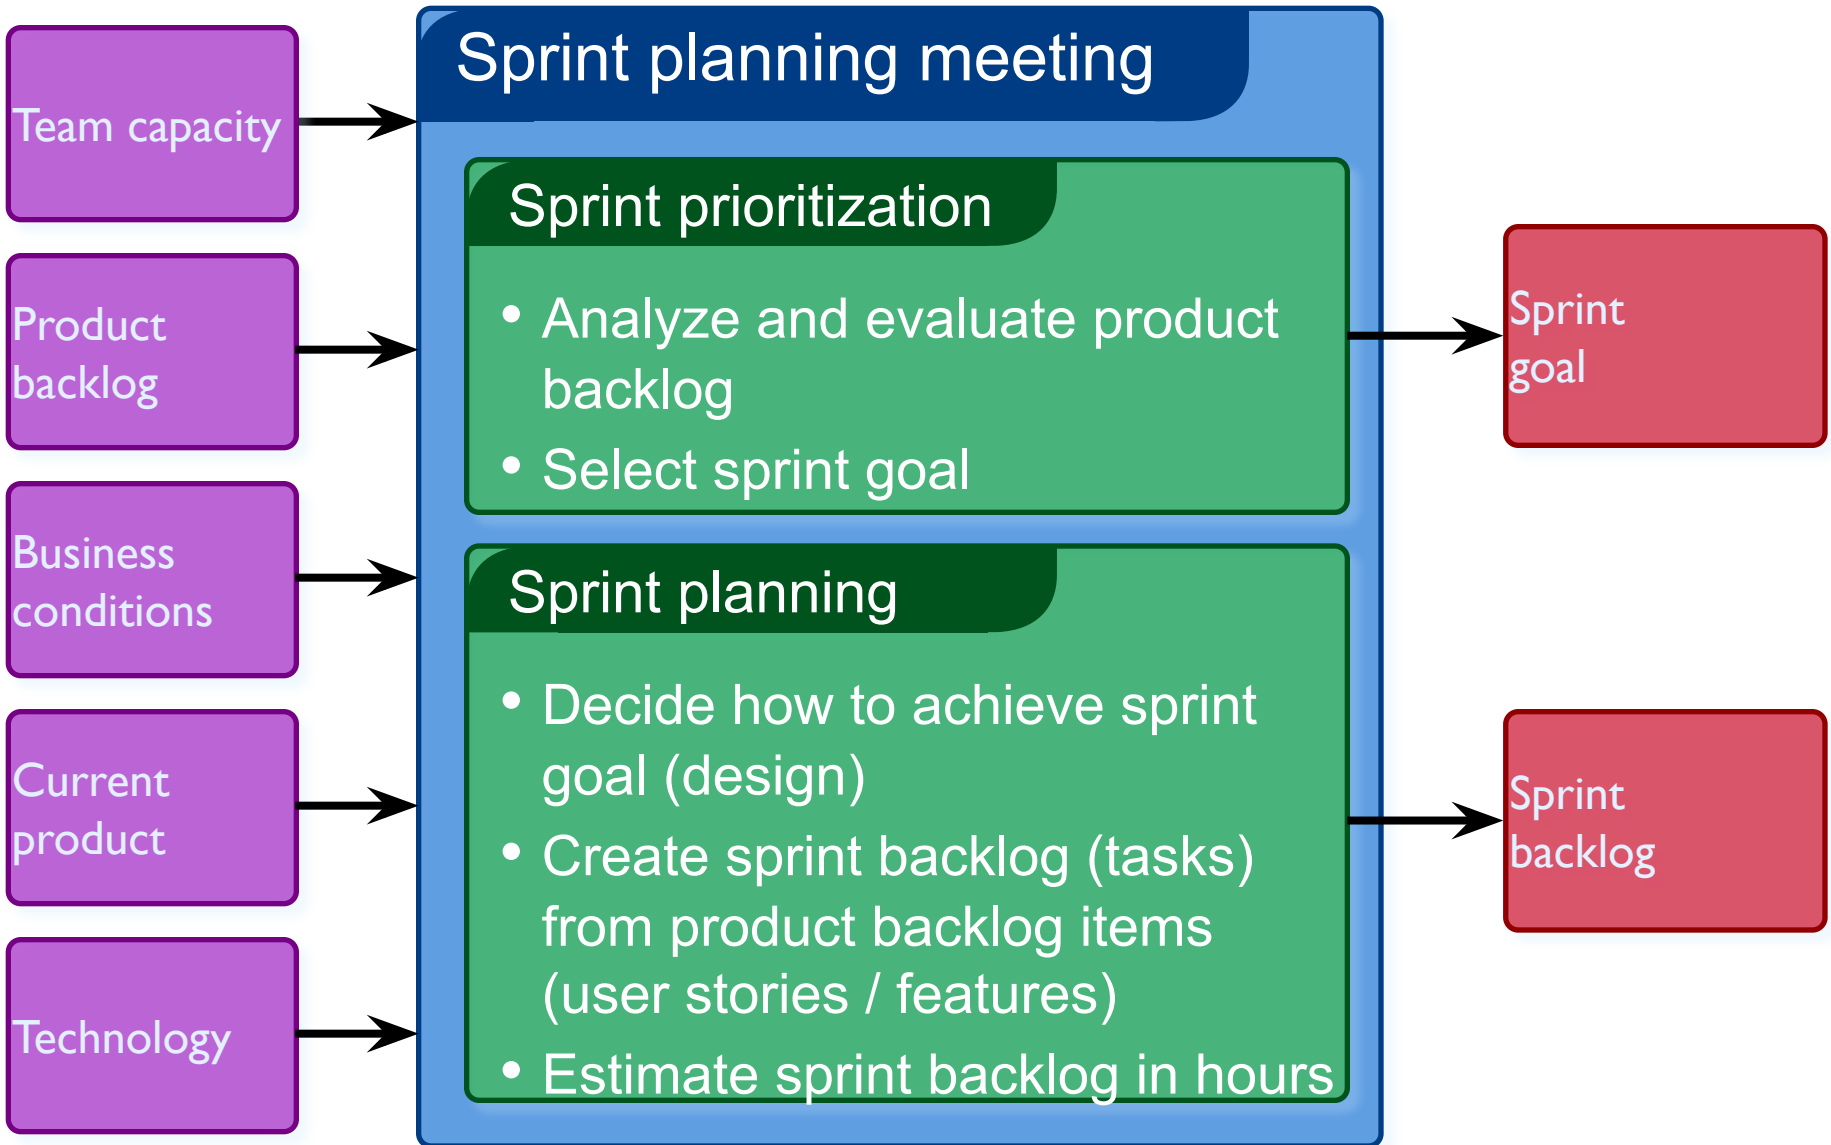 Team capacity
Product
backlog
Business
conditions
Current
product
Technology
Sprint planning meeting
Sprint prioritization
• Analyze and evaluate product
backlog
• Select sprint goal
Sprint planning
• Decide how to achieve sprint
goal (design)
• Create sprint backlog (tasks)
from product backlog items
(user stories / features)
• Estimate sprint backlog in hours
Sprint
goal
Sprint
backlog